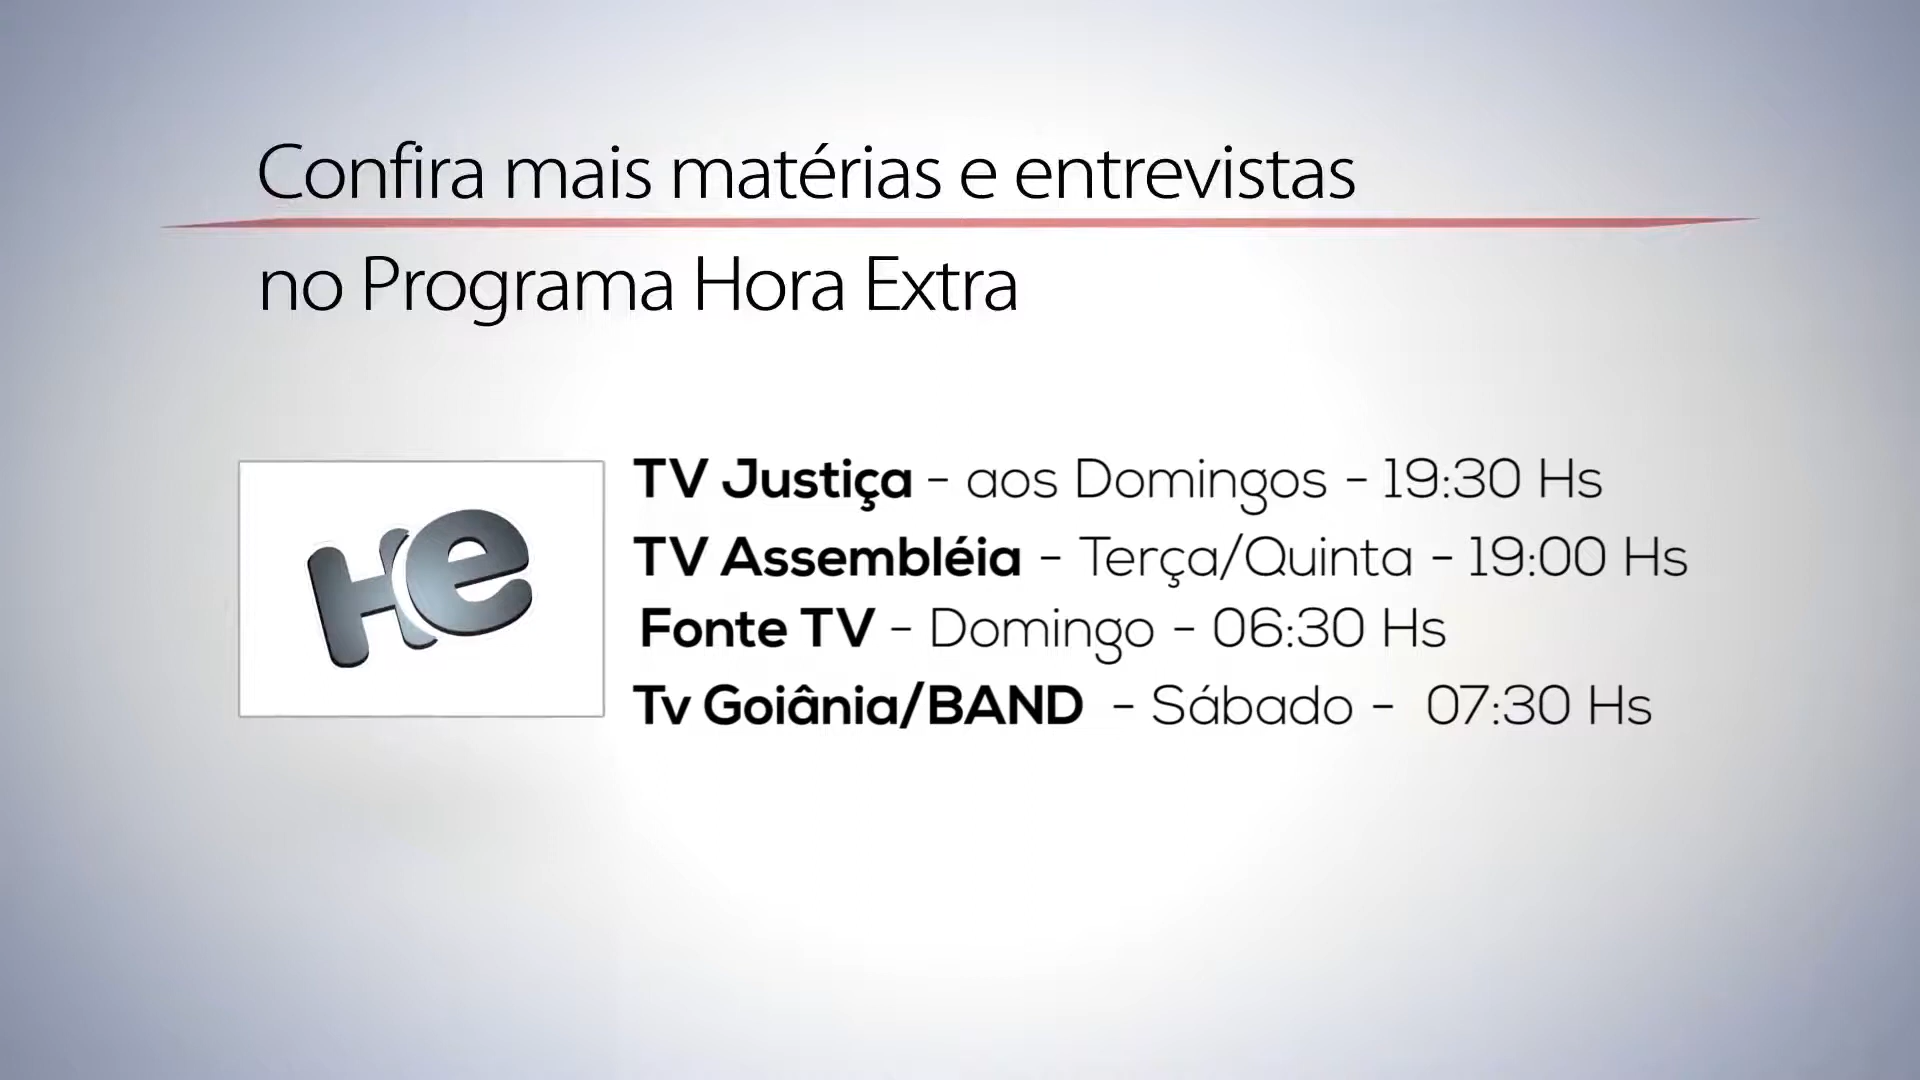 Confira mais matérias e entrevistas
no Programa Hora Extra
He
TV Justiça - aos Domingos - 19:30 Hs
TV Assembléia - Terça/Quinta - 19:00 Hs
Fonte TV - Domingo - 06:30 Hs
Tv Goiânia/BAND - Sábado - 07:30 Hs